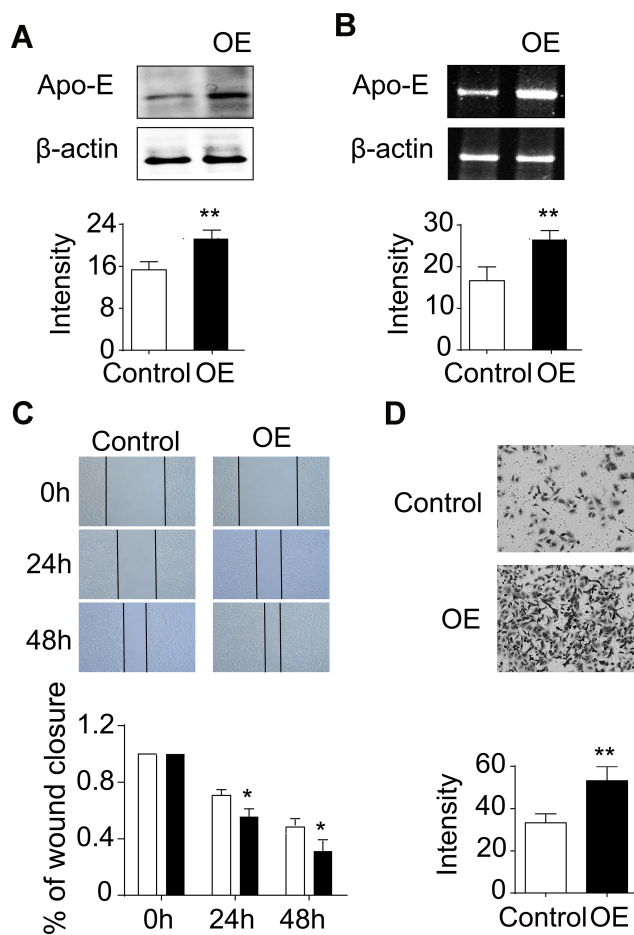 A
OE
Apo-E
β-actin
**
24
16
8
0
Intensity
Control OE
B
OE
Apo-E
β-actin
**
30
20
10
0
Intensity
Control OE
C
Control OE
0h
24h
48h
1.2
0.8
0.4
0
% of wound closure
*
*
0h 24h 48h
D
Control
OE
**
60
40
20
0
Intensity
Control OE